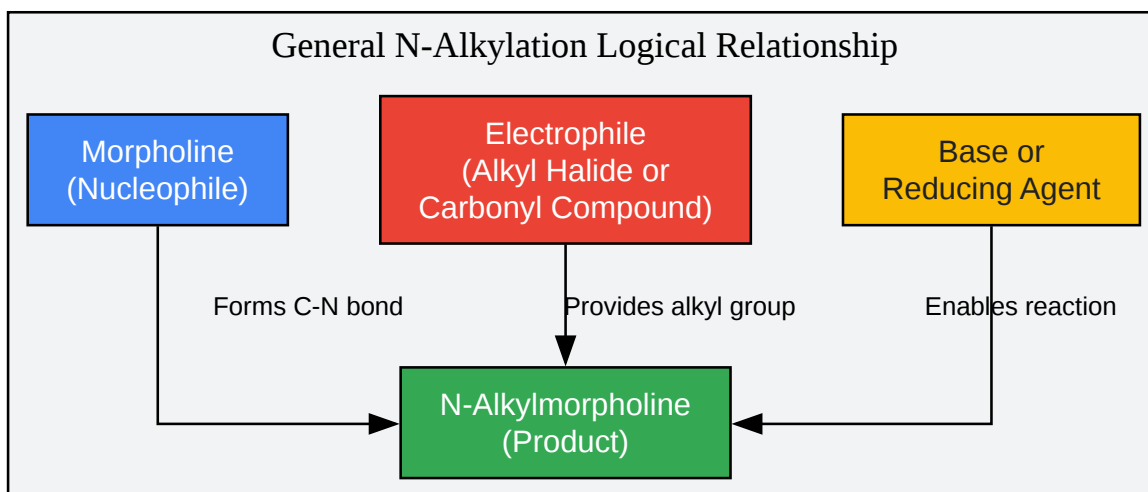 General N-Alkylation Logical Relationship
Morpholine
(Nucleophile)
Electrophile
(Alkyl Halide or
Carbonyl Compound)
Base or
Reducing Agent
Forms C-N bond
Provides alkyl group
Enables reaction
N-Alkylmorpholine
(Product)